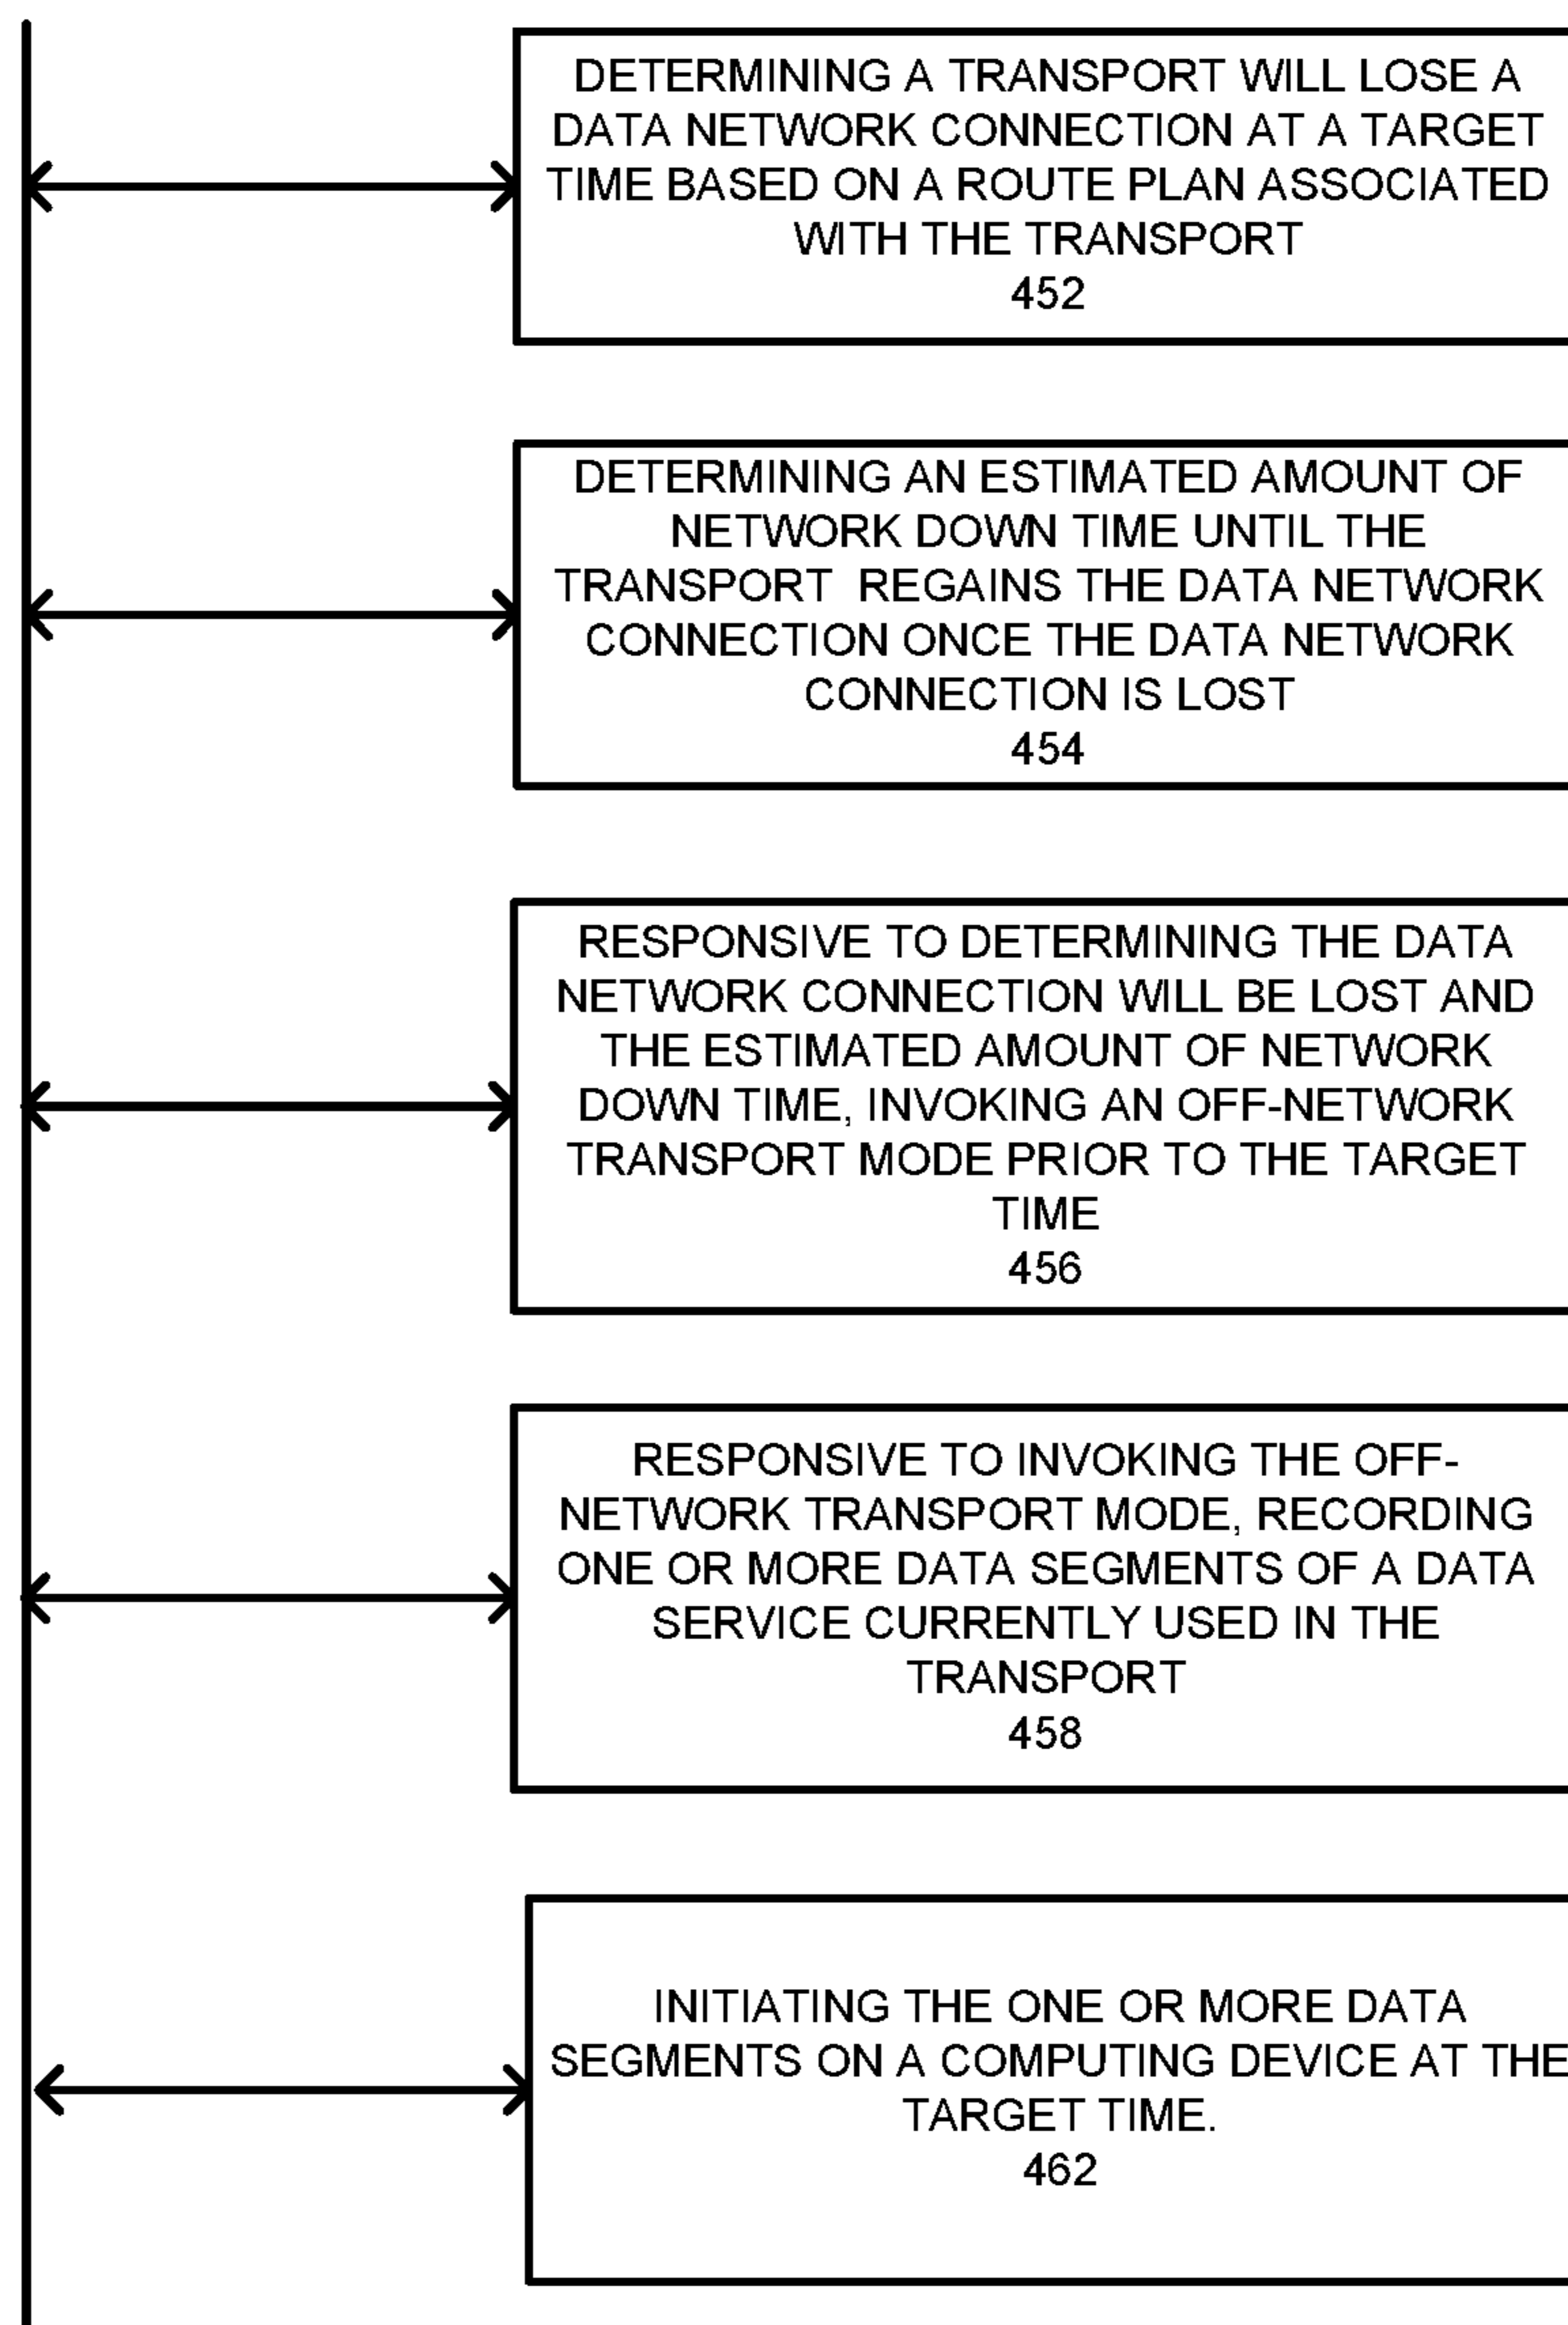 DETERMINING A TRANSPORT WILL LOSE A
DATA NETWORK CONNECTION AT A TARGET
TIME BASED ON A ROUTE PLAN ASSOCIATED
WITH THE TRANSPORT
452
DETERMINING AN ESTIMATED AMOUNT OF
NETWORK DOWN TIME UNTIL THE
TRANSPORT REGAINS THE DATA NETWORK
CONNECTION ONCE THE DATA NETWORK
CONNECTION IS LOST
454
RESPONSIVE TO DETERMINING THE DATA
NETWORK CONNECTION WILL BE LOST AND
THE ESTIMATED AMOUNT OF NETWORK
DOWN TIME, INVOKING AN OFF-NETWORK
TRANSPORT MODE PRIOR TO THE TARGET
TIME
456
RESPONSIVE TO INVOKING THE OFF-
NETWORK TRANSPORT MODE, RECORDING
ONE OR MORE DATA SEGMENTS OF A DATA
SERVICE CURRENTLY USED IN THE
TRANSPORT
458
INITIATING THE ONE OR MORE DATA
SEGMENTS ON A COMPUTING DEVICE AT THE
TARGET TIME.
462